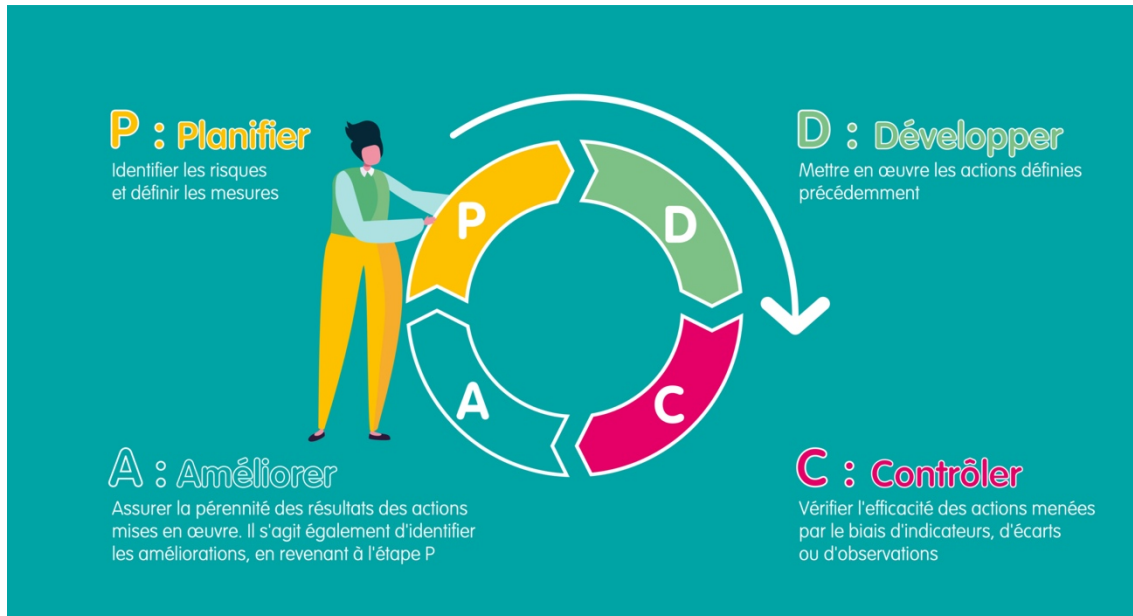 P : Planifier
Identifier les risques
et définir les mesures
D : Développer
Mettre en œuvre les actions définies
précédemment
P
D
A
C
A : Améliorer
Assurer la pérennité des résultats des actions
mises en œuvre. Il s'agit également d'identifier
les améliorations, en revenant à l'étape P
C : Contrôler
Vérifier l'efficacité des actions menées
par le biais d'indicateurs, d'écarts
ou d'observations